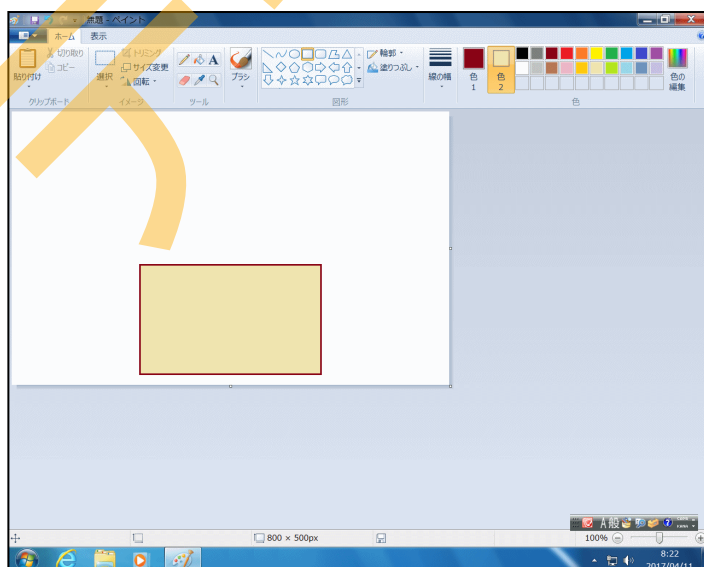 無題 - ペイント
ホーム 表示
貼り付け
切り取り
コピー
クリップボード
選択
トリミング
サイズ変更
回転
イメージ
A
ツール
ブラシ
輪郭
塗りつぶし
図形
線の幅
色
1
色
2
色の
編集
色
A 般
800 × 500px
100%
8:22
2017/04/11